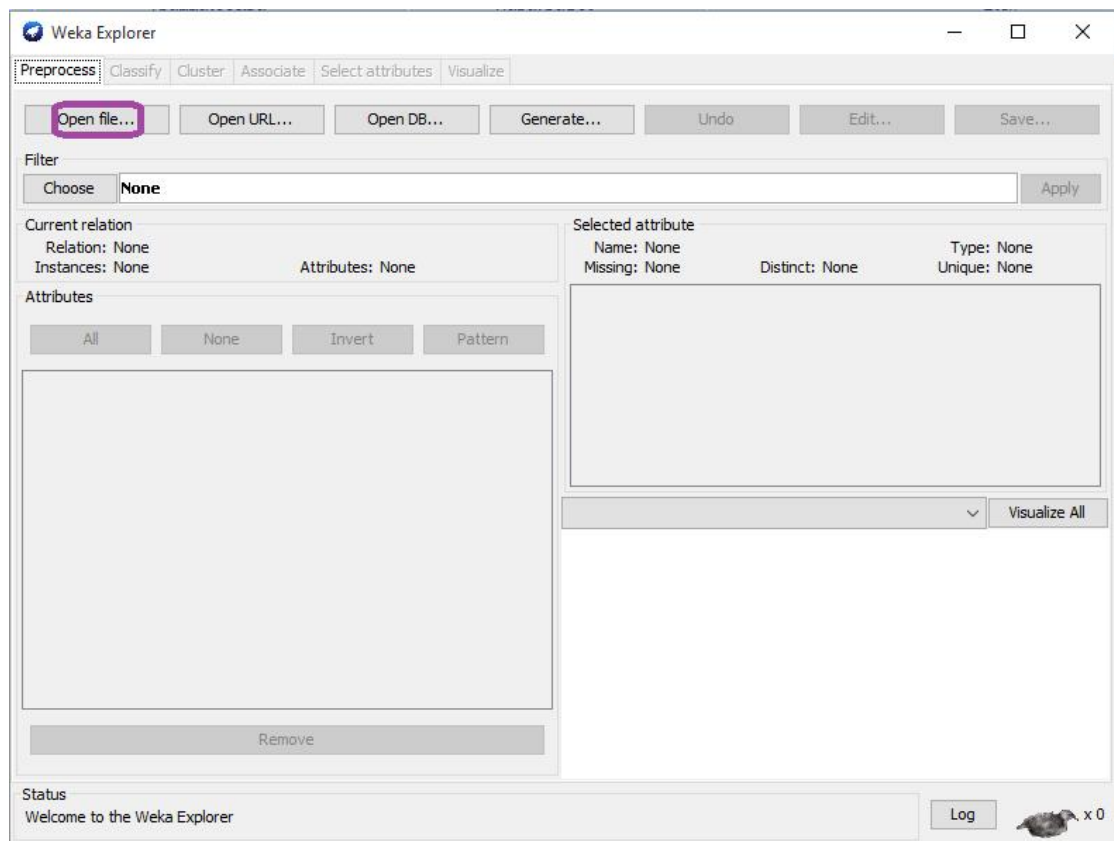 Weka Explorer
Preprocess Classify Cluster Associate Select attributes Visualize
Open file... Open URL... Open DB... Generate... Undo Edit... Save...
Filter
Choose None Apply
Current relation
Relation: None
Instances: None Attributes: None
Selected attribute
Name: None Type: None
Missing: None Distinct: None Unique: None
Attributes
All None Invert Pattern
Visualize All
Remove
Status
Welcome to the Weka Explorer
Log x 0